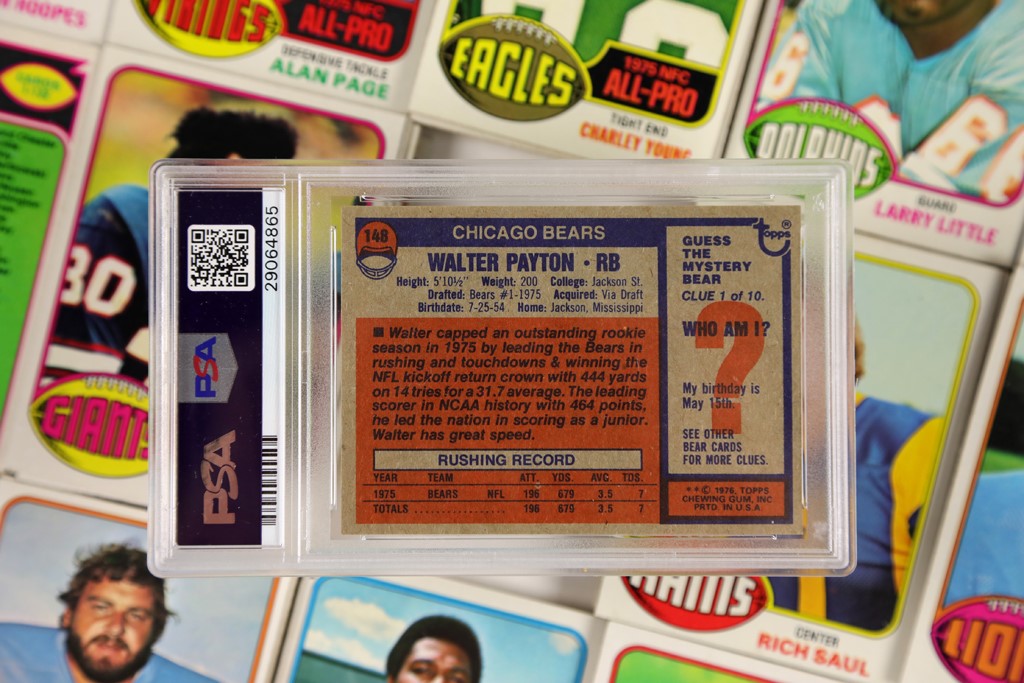 HOOPES
VIKINGS
1975 NFC
ALL-PRO
DEFENSIVE TACKLE
ALAN PAGE
EAGLES
1975 NFC
ALL-PRO
TIGHT END
CHARLEY YOUNG
DOLPHINS
GUARD
LARRY LITTLE
30
GIANTS
29064865
PSA
PSA
148
CHICAGO BEARS
WALTER PAYTON • RB
Height: 5'10½" Weight: 200 College: Jackson St.
Drafted: Bears #1-1975 Acquired: Via Draft
Birthdate: 7-25-54 Home: Jackson, Mississippi
■ Walter capped an outstanding rookie
season in 1975 by leading the Bears in
rushing and touchdowns & winning the
NFL kickoff return crown with 444 yards
on 14 tries for a 31.7 average. The leading
scorer in NCAA history with 464 points,
he led the nation in scoring as a junior.
Walter has great speed.
RUSHING RECORD
YEAR TEAM ATT. YDS. AVG. TDS.
1975 BEARS NFL 196 679 3.5 7
TOTALS 196 679 3.5 7
topps®
GUESS
THE
MYSTERY
BEAR
CLUE 1 of 10.
WHO AM I?
?
My birthday is
May 15th.
SEE OTHER
BEAR CARDS
FOR MORE CLUES.
**© 1976, TOPPS
CHEWING GUM, INC
PRTD. IN U.S.A
RAMS
CENTER
RICH SAUL
LION